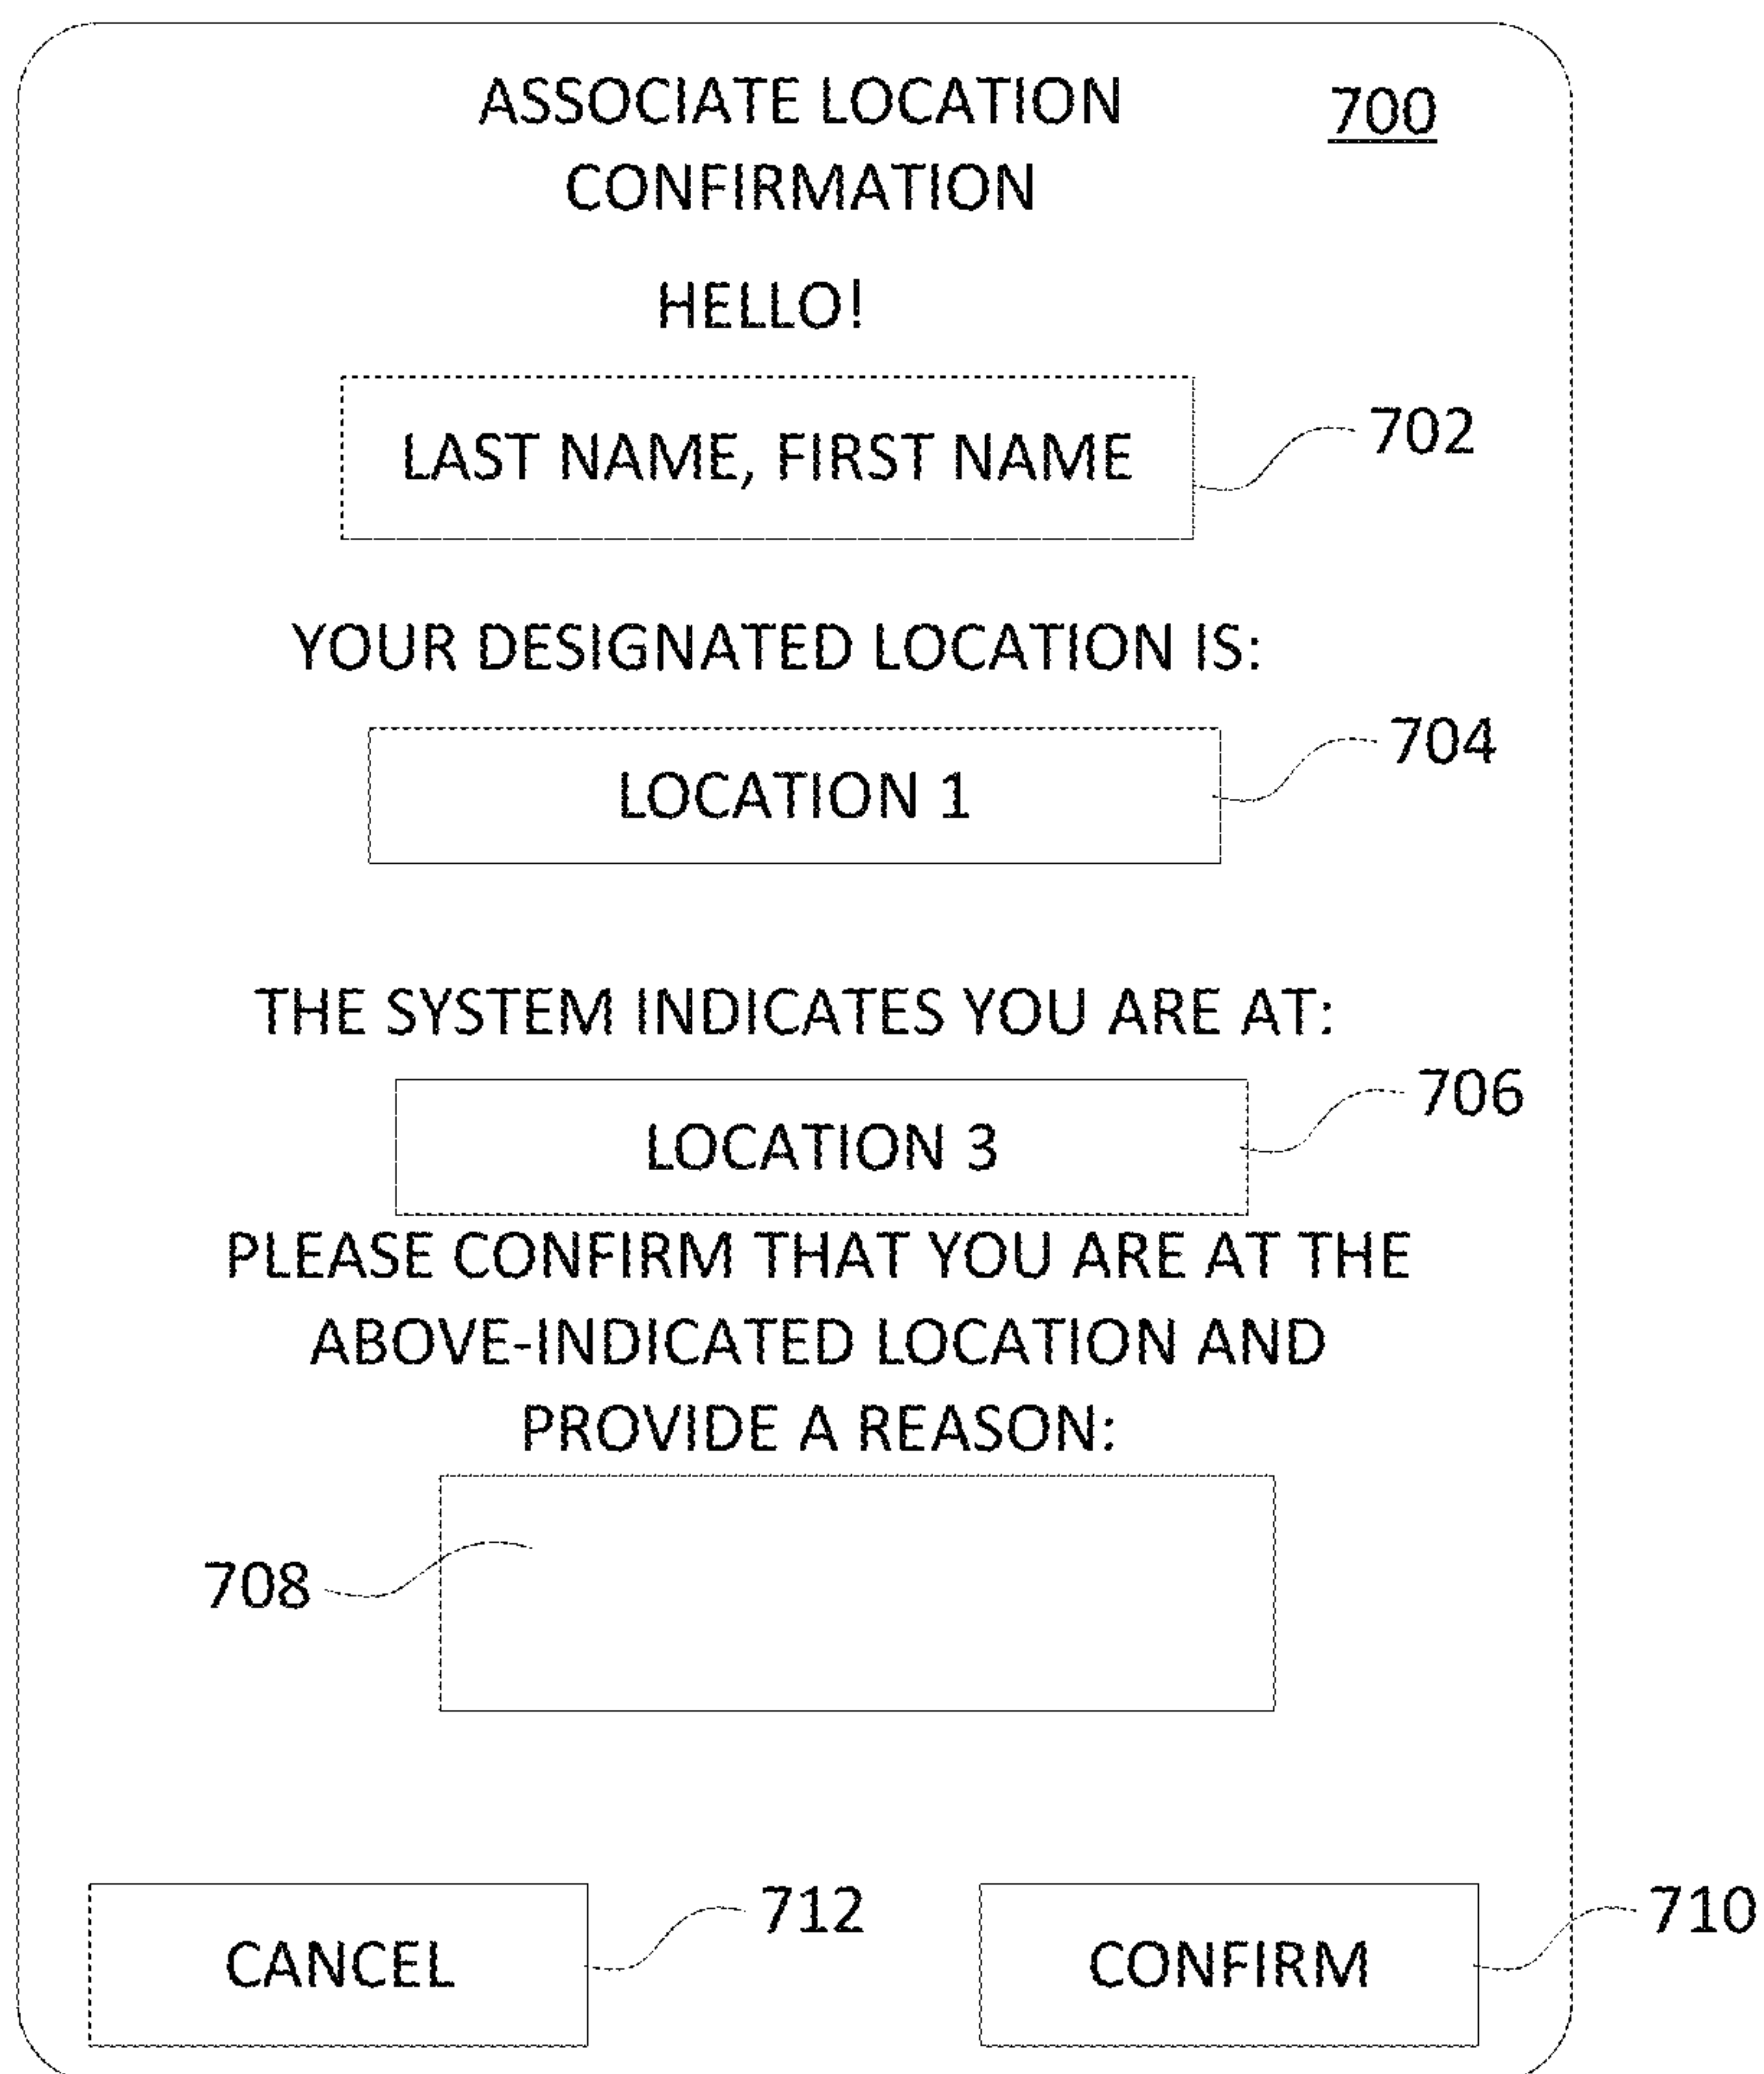 ASSOCIATE LOCATION
700
CONFIRMATION
HELLO!
LAST NAME, FIRST NAME
702
YOUR DESIGNATED LOCATION IS:
704
LOCATION 1
THE SYSTEM INDICATES YOU ARE AT:
706
LOCATION 3
PLEASE CONFIRM THAT YOU ARE AT THE
ABOVE-INDICATED LOCATION AND
PROVIDE A REASON:
708
CANCEL
712
CONFIRM
710